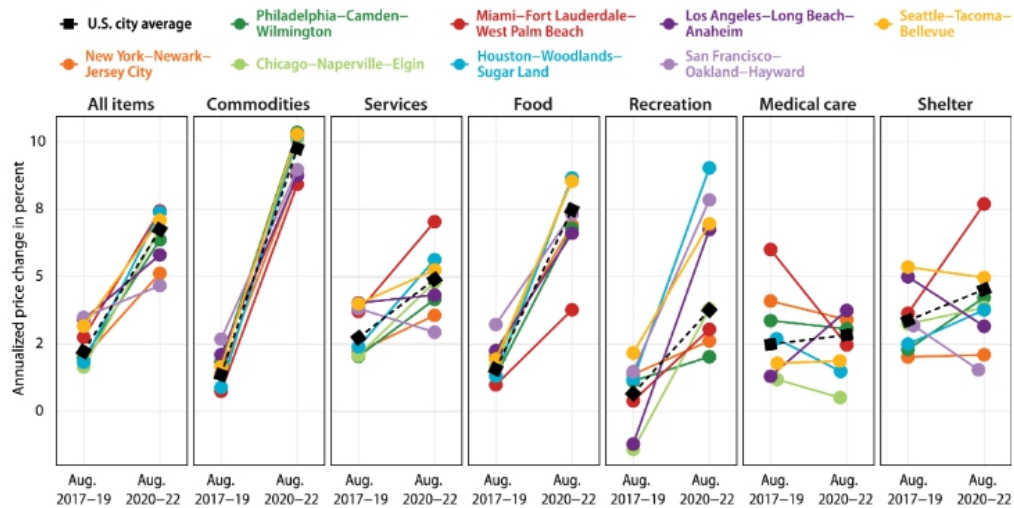 U.S. city average
Philadelphia–Camden–
Wilmington
Miami–Fort Lauderdale–
West Palm Beach
Los Angeles–Long Beach–
Anaheim
Seattle–Tacoma–
Bellevue
New York–Newark–
Jersey City
Chicago–Naperville–Elgin
Houston–Woodlands–
Sugar Land
San Francisco–
Oakland–Hayward
All items
Commodities
Services
Food
Recreation
Medical care
Shelter
Annualized price change in percent
10
8
5
2
0
Aug.
2017–19
Aug.
2020–22
Aug.
2017–19
Aug.
2020–22
Aug.
2017–19
Aug.
2020–22
Aug.
2017–19
Aug.
2020–22
Aug.
2017–19
Aug.
2020–22
Aug.
2017–19
Aug.
2020–22
Aug.
2017–19
Aug.
2020–22